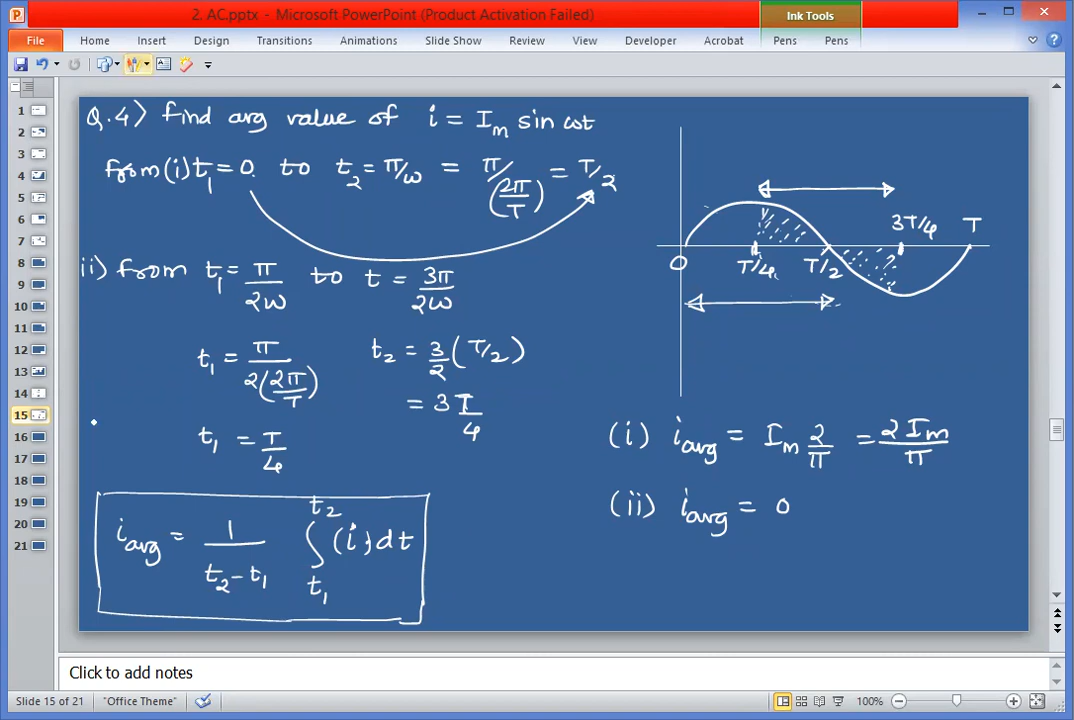 2. AC.pptx - Microsoft PowerPoint (Product Activation Failed)
Ink Tools
File Home Insert Design Transitions Animations Slide Show Review View Developer Acrobat Pens Pens
Q.4> find avg value of i = Im sin ωt
from (i) t1 = 0 to t2 = π/ω = π/(2π/T) = T/2
ii) from t1 = π/2ω to t = 3π/2ω
t1 = π/2(2π/T) t2 = 3/2 (T/2)
= 3T/4
t1 = T/4
iavg = 1/(t2-t1) ∫t1 t2 (i) dt
0 T/4 T/2 3T/4 T
(i) iavg = Im 2/π = 2Im/π
(ii) iavg = 0
1
2
3
4
5
6
7
8
9
10
11
12
13
14
15
16
17
18
19
20
21
Click to add notes
Slide 15 of 21 "Office Theme" 100%